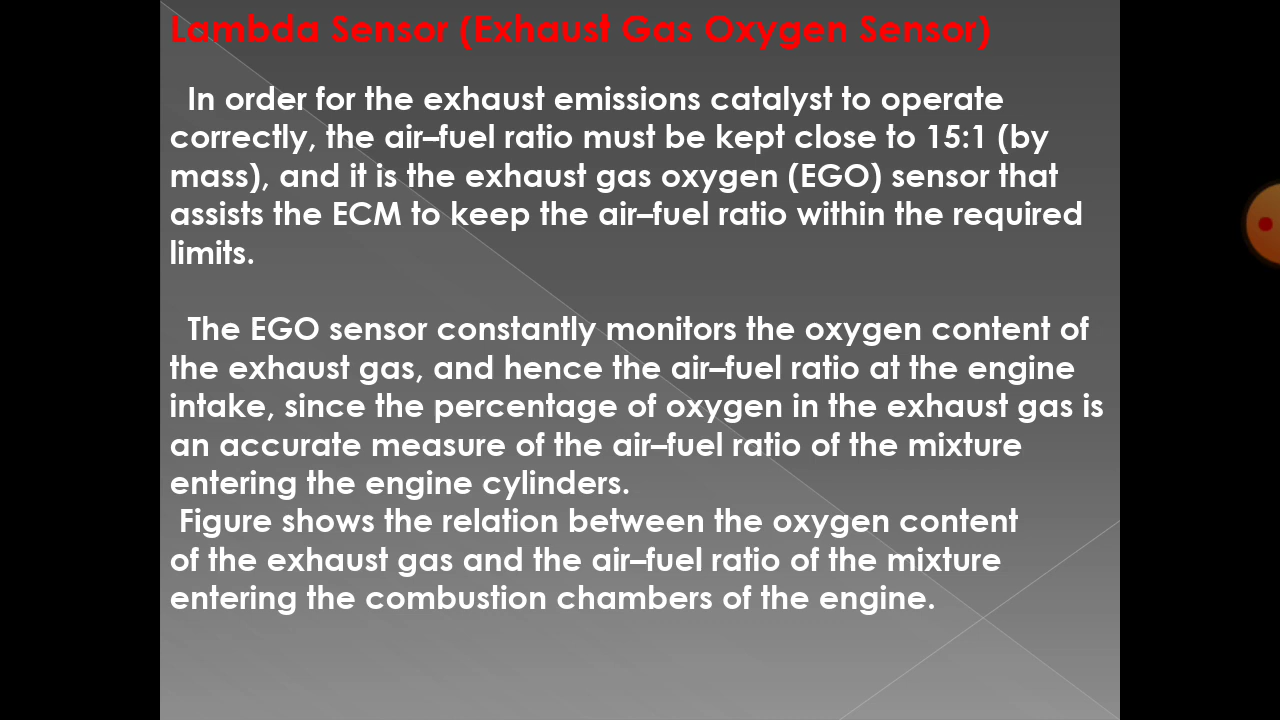 Lambda Sensor (Exhaust Gas Oxygen Sensor)
In order for the exhaust emissions catalyst to operate
correctly, the air–fuel ratio must be kept close to 15:1 (by
mass), and it is the exhaust gas oxygen (EGO) sensor that
assists the ECM to keep the air–fuel ratio within the required
limits.
The EGO sensor constantly monitors the oxygen content of
the exhaust gas, and hence the air–fuel ratio at the engine
intake, since the percentage of oxygen in the exhaust gas is
an accurate measure of the air–fuel ratio of the mixture
entering the engine cylinders.
Figure shows the relation between the oxygen content
of the exhaust gas and the air–fuel ratio of the mixture
entering the combustion chambers of the engine.